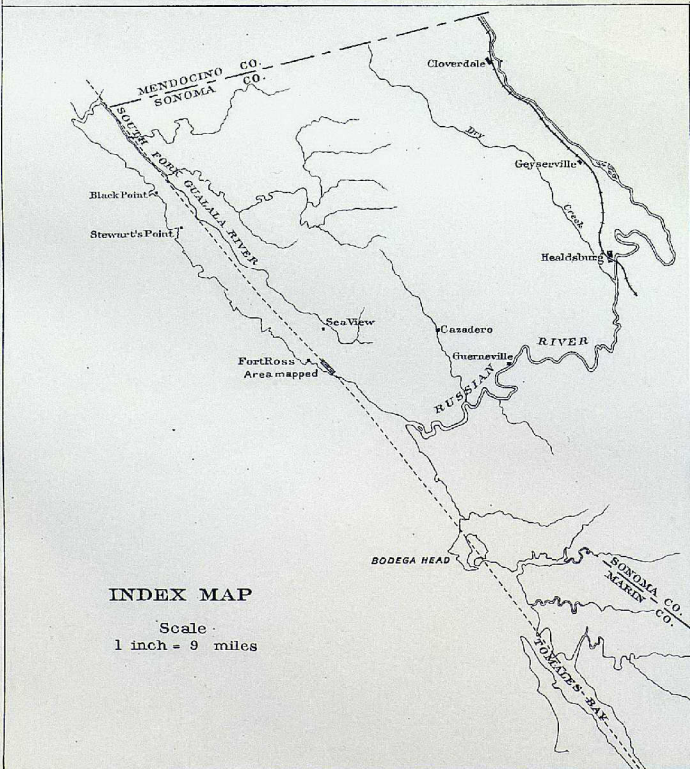 MENDOCINO CO.
SONOMA CO.
Cloverdale
SOUTH FORK GUALALA RIVER
Dry Creek
Geyserville
Black Point
Stewart's Point
Healdsburg
Sea View
Cazadero
Fort Ross
Area mapped
Guerneville
RUSSIAN RIVER
BODEGA HEAD
SONOMA CO.
MARIN CO.
INDEX MAP
Scale
1 inch = 9 miles
TOMALES BAY